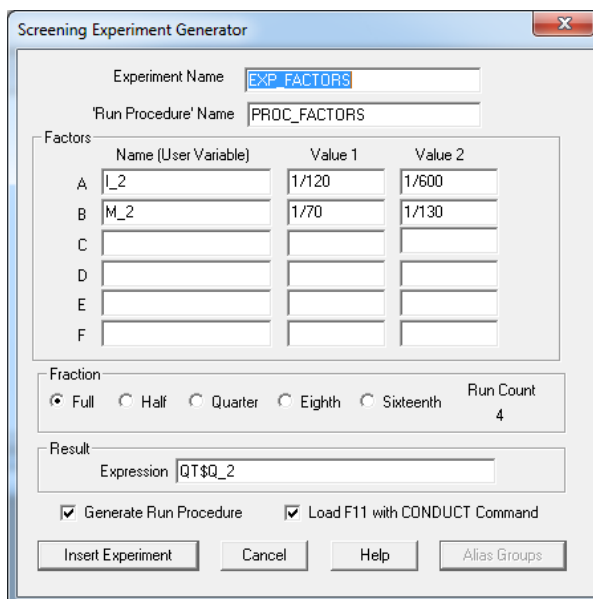 Screening Experiment Generator
Experiment Name EXP_FACTORS
'Run Procedure' Name PROC_FACTORS
Factors
Name (User Variable) Value 1 Value 2
A I_2 1/120 1/600
B M_2 1/70 1/130
C
D
E
F
Fraction
Full Half Quarter Eighth Sixteenth Run Count
4
Result
Expression QT$Q_2
Generate Run Procedure Load F11 with CONDUCT Command
Insert Experiment Cancel Help Alias Groups